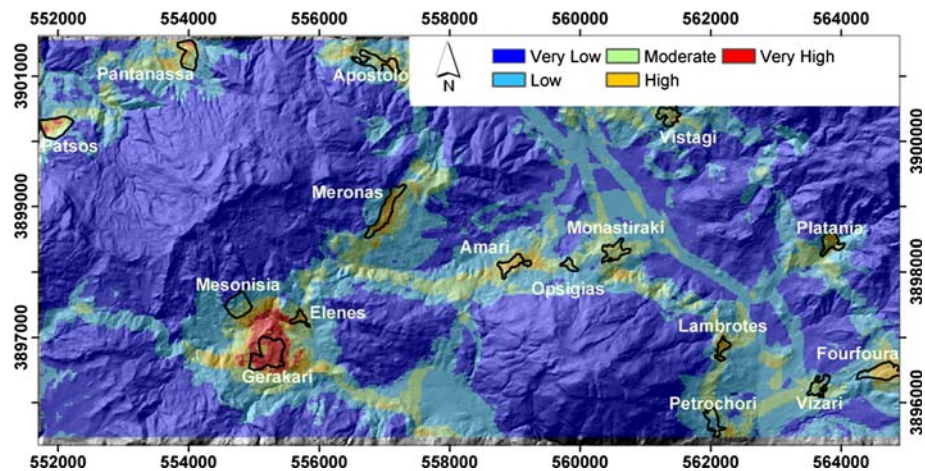 552000 554000 556000 558000 560000 562000 564000
N
Very Low Moderate Very High
Low High
3901000
3900000
3899000
3898000
3897000
3896000
3901000
3900000
3899000
3898000
3897000
3896000
Pantanassa
Apostolo
Patsos
Vistagi
Meronas
Monastiraki
Platania
Amari
Opsigias
Mesonisia
Elenes
Lambrotes
Gerakari
Fourfoura
Petrochori
Vizari
552000 554000 556000 558000 560000 562000 564000